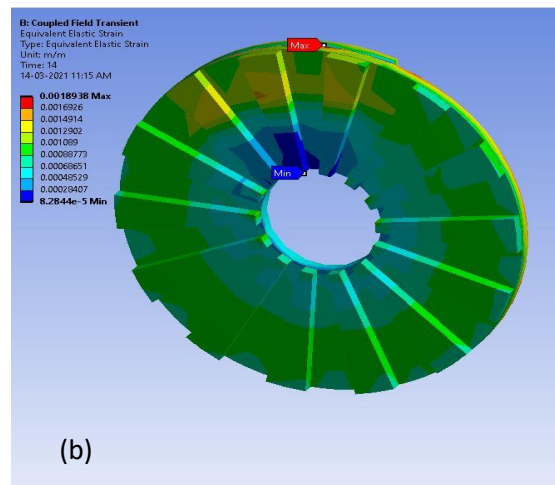 B: Coupled Field Transient
Equivalent Elastic Strain
Type: Equivalent Elastic Strain
Unit: m/m
Time: 14
14-03-2021 11:15 AM
0.0018938 Max
0.0016926
0.0014914
0.0012902
0.001089
0.00088773
0.00068651
0.00048529
0.00028407
8.2844e-5 Min
Max
Min
(b)